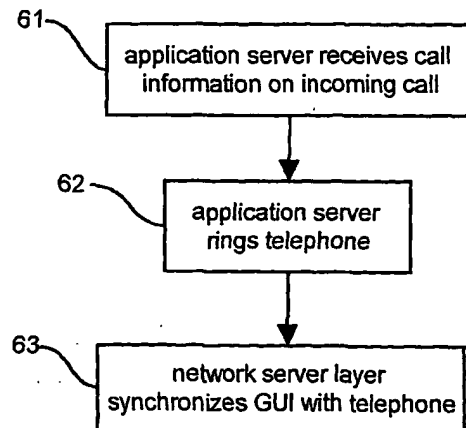 61
application server receives call
information on incoming call
62
application server
rings telephone
63
network server layer
synchronizes GUI with telephone